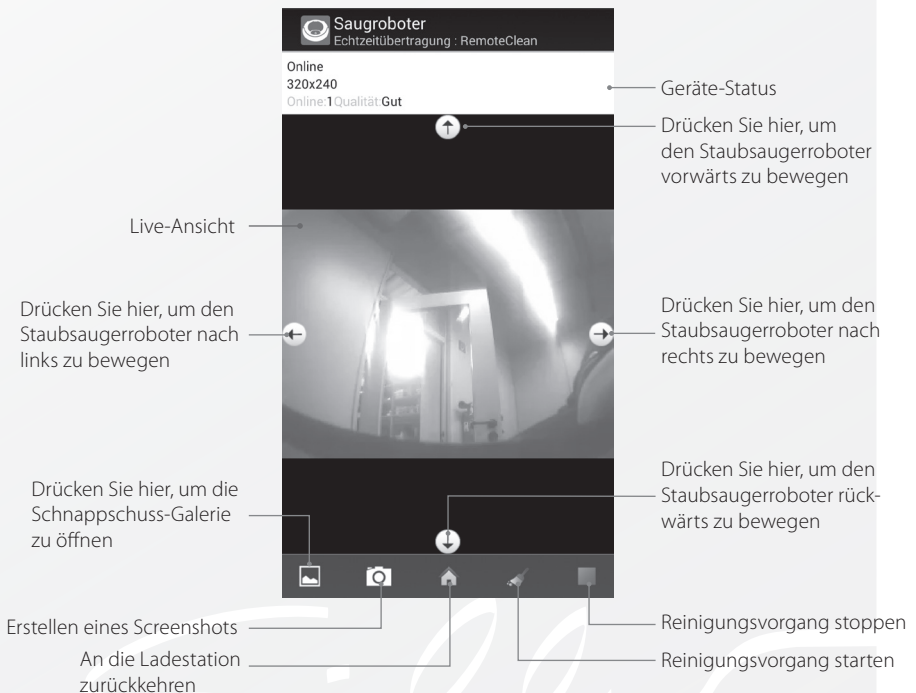 Saugroboter
Echtzeitübertragung : RemoteClean
Online
320x240
Online:1Qualität:Gut
Geräte-Status
Drücken Sie hier, um
den Staubsaugerroboter
vorwärts zu bewegen
Live-Ansicht
Drücken Sie hier, um den
Staubsaugerroboter nach
links zu bewegen
Drücken Sie hier, um den
Staubsaugerroboter nach
rechts zu bewegen
Drücken Sie hier, um die
Schnappschuss-Galerie
zu öffnen
Drücken Sie hier, um den
Staubsaugerroboter rück-
wärts zu bewegen
Erstellen eines Screenshots
An die Ladestation
zurückkehren
Reinigungsvorgang stoppen
Reinigungsvorgang starten